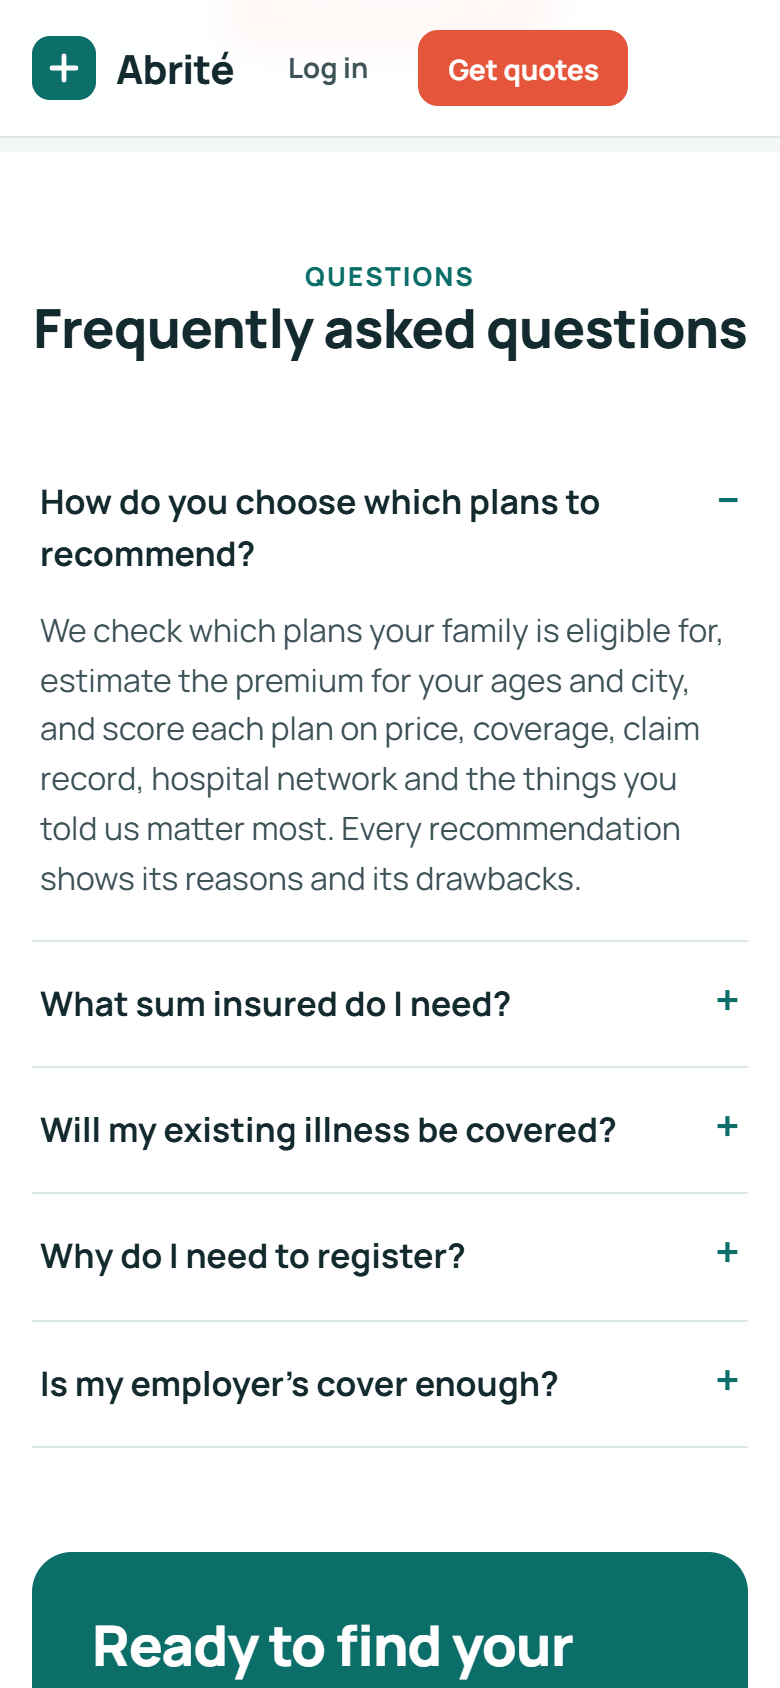 Abrité
Log in
Get quotes
QUESTIONS
Frequently asked questions
How do you choose which plans to
recommend?
We check which plans your family is eligible for,
estimate the premium for your ages and city,
and score each plan on price, coverage, claim
record, hospital network and the things you
told us matter most. Every recommendation
shows its reasons and its drawbacks.
What sum insured do I need?
Will my existing illness be covered?
Why do I need to register?
Is my employer’s cover enough?
Ready to find your